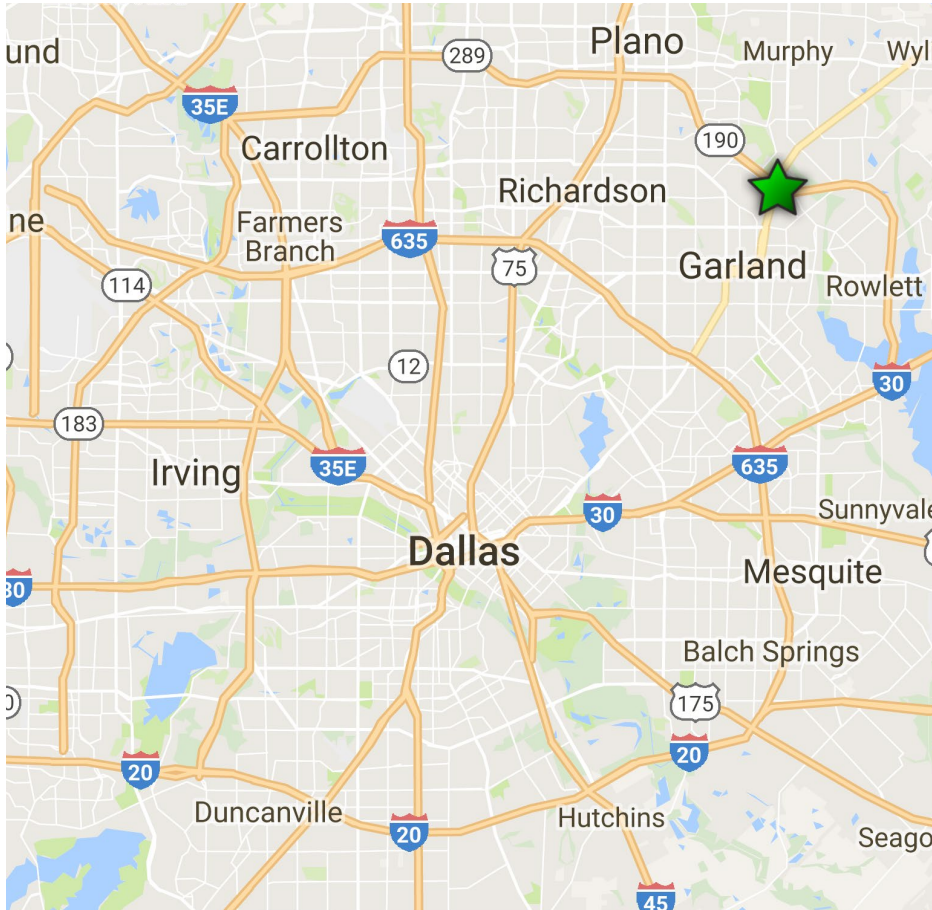 Plano
und
Murphy
Wyl
289
35E
190
Carrollton
Richardson
ne
Farmers
Branch
635
75
Garland
114
Rowlett
12
30
183
35E
635
Irving
30
Sunnyvale
Dallas
Mesquite
30
Balch Springs
175
0
20
20
Duncanville
Hutchins
20
Seago
45